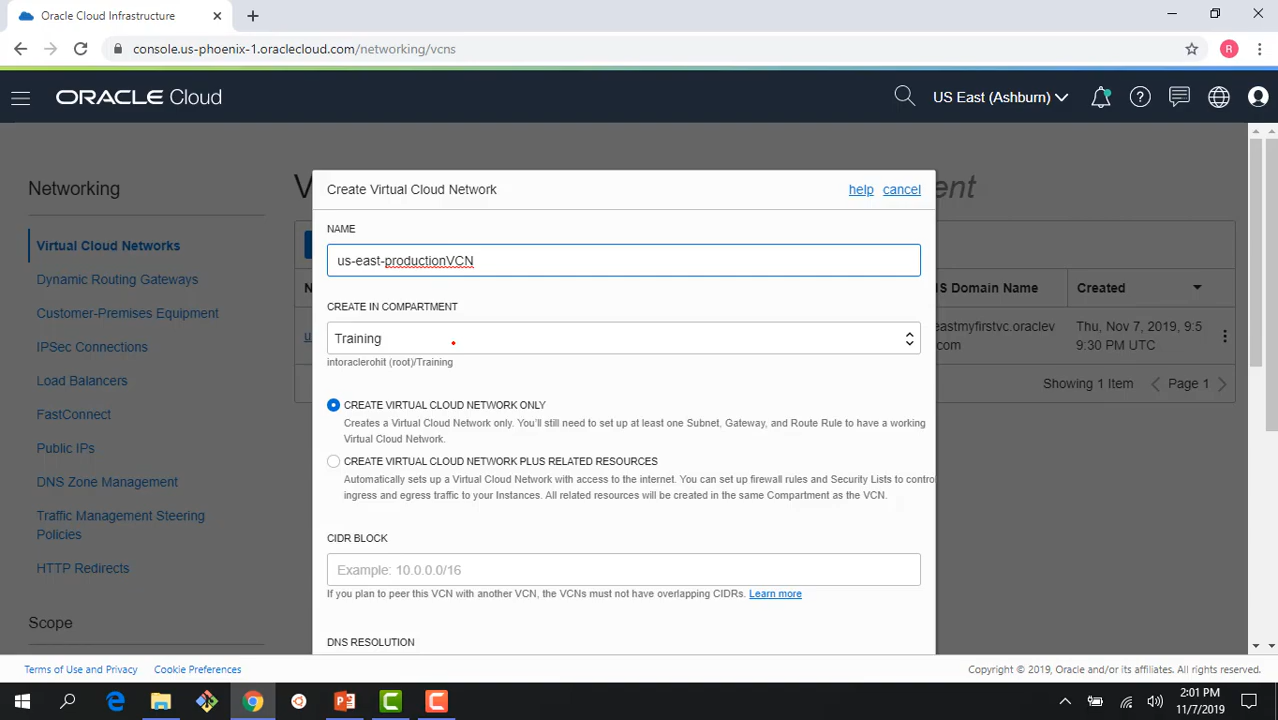 Oracle Cloud Infrastructure
console.us-phoenix-1.oraclecloud.com/networking/vcns
R
ORACLE Cloud
US East (Ashburn)
Networking
Virtual Cloud Networks
Dynamic Routing Gateways
Customer-Premises Equipment
IPSec Connections
Load Balancers
FastConnect
Public IPs
DNS Zone Management
Traffic Management Steering
Policies
HTTP Redirects
Scope
Create Virtual Cloud Network
help cancel
NAME
us-east-productionVCN
CREATE IN COMPARTMENT
Training
intoraclerohit (root)/Training
CREATE VIRTUAL CLOUD NETWORK ONLY
Creates a Virtual Cloud Network only. You'll still need to set up at least one Subnet, Gateway, and Route Rule to have a working
Virtual Cloud Network.
CREATE VIRTUAL CLOUD NETWORK PLUS RELATED RESOURCES
Automatically sets up a Virtual Cloud Network with access to the internet. You can set up firewall rules and Security Lists to contro
ingress and egress traffic to your Instances. All related resources will be created in the same Compartment as the VCN.
CIDR BLOCK
Example: 10.0.0.0/16
If you plan to peer this VCN with another VCN, the VCNs must not have overlapping CIDRs. Learn more
DNS RESOLUTION
V
ent
N
S Domain Name
Created
u
eastmyfirstvc.oraclev
com
Thu, Nov 7, 2019, 9:5
9:30 PM UTC
Showing 1 Item
Page 1
Terms of Use and Privacy
Cookie Preferences
Copyright © 2019, Oracle and/or its affiliates. All rights reserved.
2:01 PM
11/7/2019